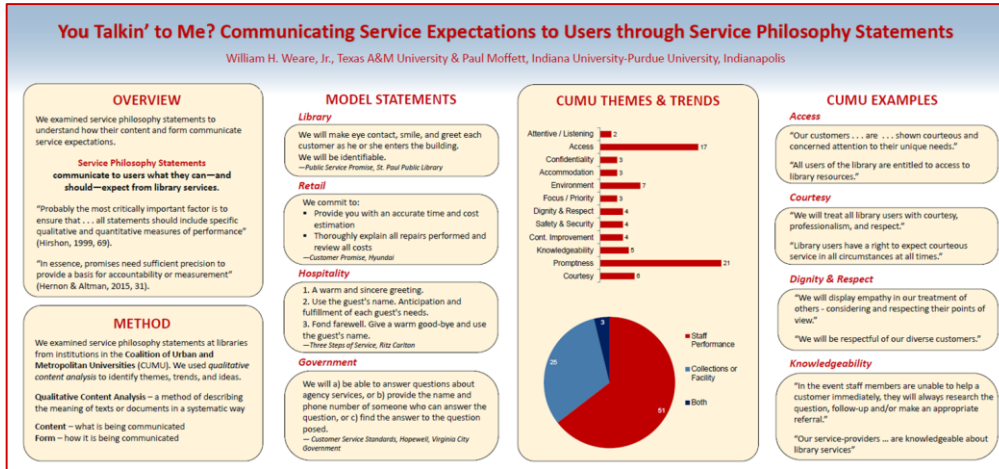 You Talkin' to Me? Communicating Service Expectations to Users through Service Philosophy Statements
William H. Weare, Jr., Texas A&M University & Paul Moffett, Indiana University-Purdue University, Indianapolis
OVERVIEW
We examined service philosophy statements to
understand how their content and form communicate
service expectations.
Service Philosophy Statements
communicate to users what they can—and
should—expect from library services.
"Probably the most critically important factor is to
ensure that . . . all statements should include specific
qualitative and quantitative measures of performance"
(Hirshon, 1999, 69).
"In essence, promises need sufficient precision to
provide a basis for accountability or measurement"
(Hernon & Altman, 2015, 31).
METHOD
We examined service philosophy statements at libraries
from institutions in the Coalition of Urban and
Metropolitan Universities (CUMU). We used qualitative
content analysis to identify themes, trends, and ideas.
Qualitative Content Analysis – a method of describing
the meaning of texts or documents in a systematic way
Content – what is being communicated
Form – how it is being communicated
MODEL STATEMENTS
Library
We will make eye contact, smile, and greet each
customer as he or she enters the building.
We will be identifiable.
—Public Service Promise, St. Paul Public Library
Retail
We commit to:
▪ Provide you with an accurate time and cost
estimation
▪ Thoroughly explain all repairs performed and
review all costs
—Customer Promise, Hyundai
Hospitality
1. A warm and sincere greeting.
2. Use the guest's name. Anticipation and
fulfillment of each guest's needs.
3. Fond farewell. Give a warm good-bye and use
the guest's name.
—Three Steps of Service, Ritz Carlton
Government
We will a) be able to answer questions about
agency services, or b) provide the name and
phone number of someone who can answer the
question, or c) find the answer to the question
posed.
— Customer Service Standards, Hopewell, Virginia City
Government
CUMU THEMES & TRENDS
Attentive / Listening 2
Access 17
Confidentiality 3
Accommodation 3
Environment 7
Focus / Priority 3
Dignity & Respect 4
Safety & Security 4
Cont. Improvement 4
Knowledgeability 5
Promptness 21
Courtesy 6
3
25
51
Staff
Performance
Collections or
Facility
Both
CUMU EXAMPLES
Access
"Our customers . . . are . . . shown courteous and
concerned attention to their unique needs."
"All users of the library are entitled to access to
library resources."
Courtesy
"We will treat all library users with courtesy,
professionalism, and respect."
"Library users have a right to expect courteous
service in all circumstances at all times."
Dignity & Respect
"We will display empathy in our treatment of
others - considering and respecting their points of
view."
"We will be respectful of our diverse customers."
Knowledgeability
"In the event staff members are unable to help a
customer immediately, they will always research the
question, follow-up and/or make an appropriate
referral."
"Our service-providers ... are knowledgeable about
library services"